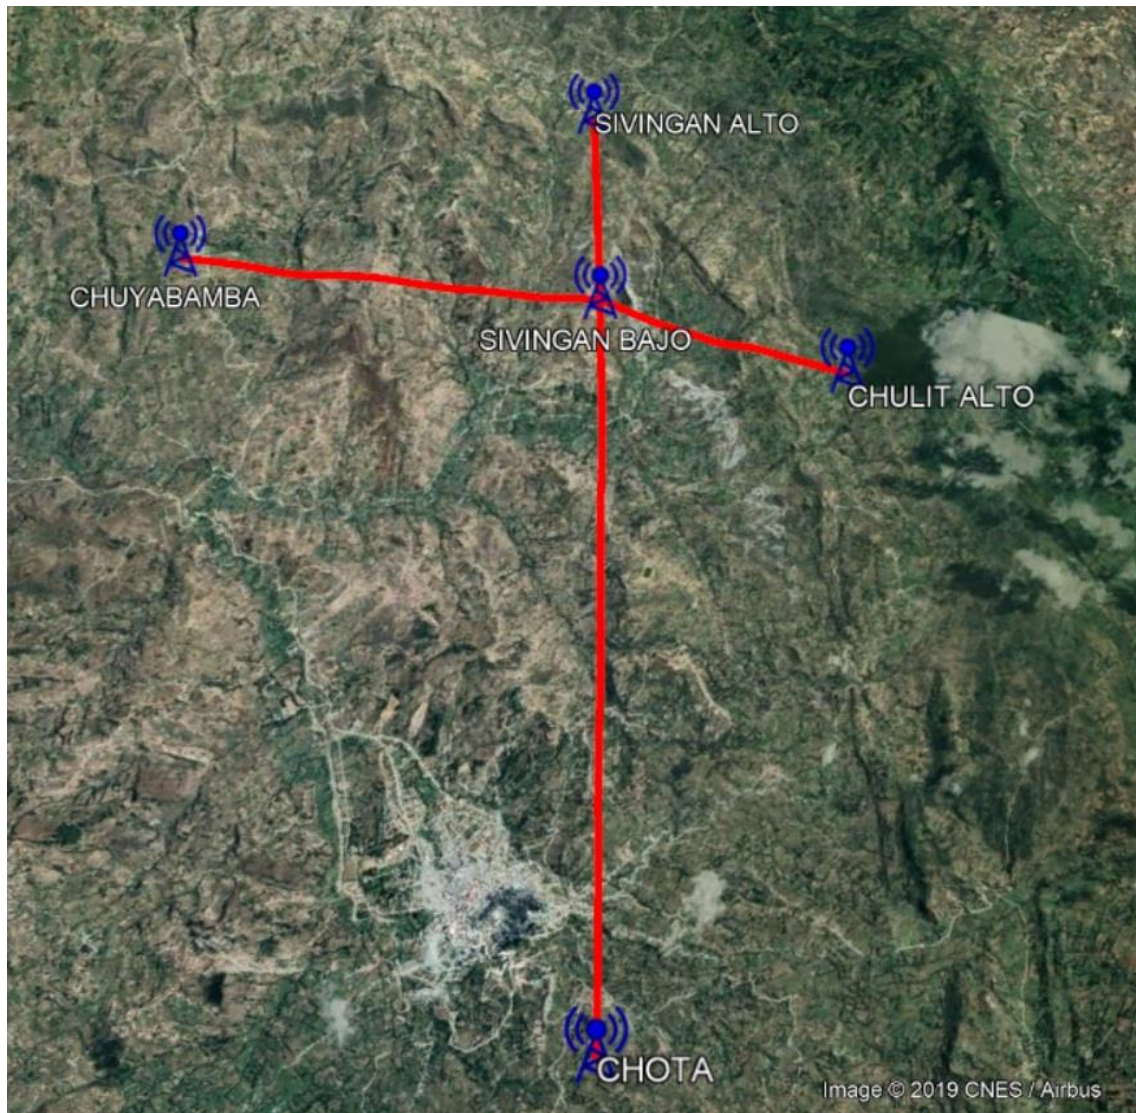 SIVINGAN ALTO
CHUYABAMBA
SIVINGAN BAJO
CHULIT ALTO
CHOTA
Image © 2019 CNES / Airbus